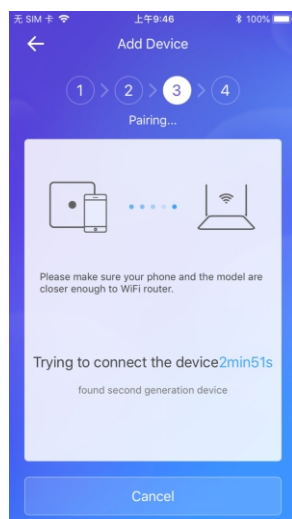 无 SIM 卡 上午9:46 100%
Add Device
1 > 2 > 3 > 4
Pairing...
Please make sure your phone and the model are
closer enough to WiFi router.
Trying to connect the device2min51s
found second generation device
Cancel